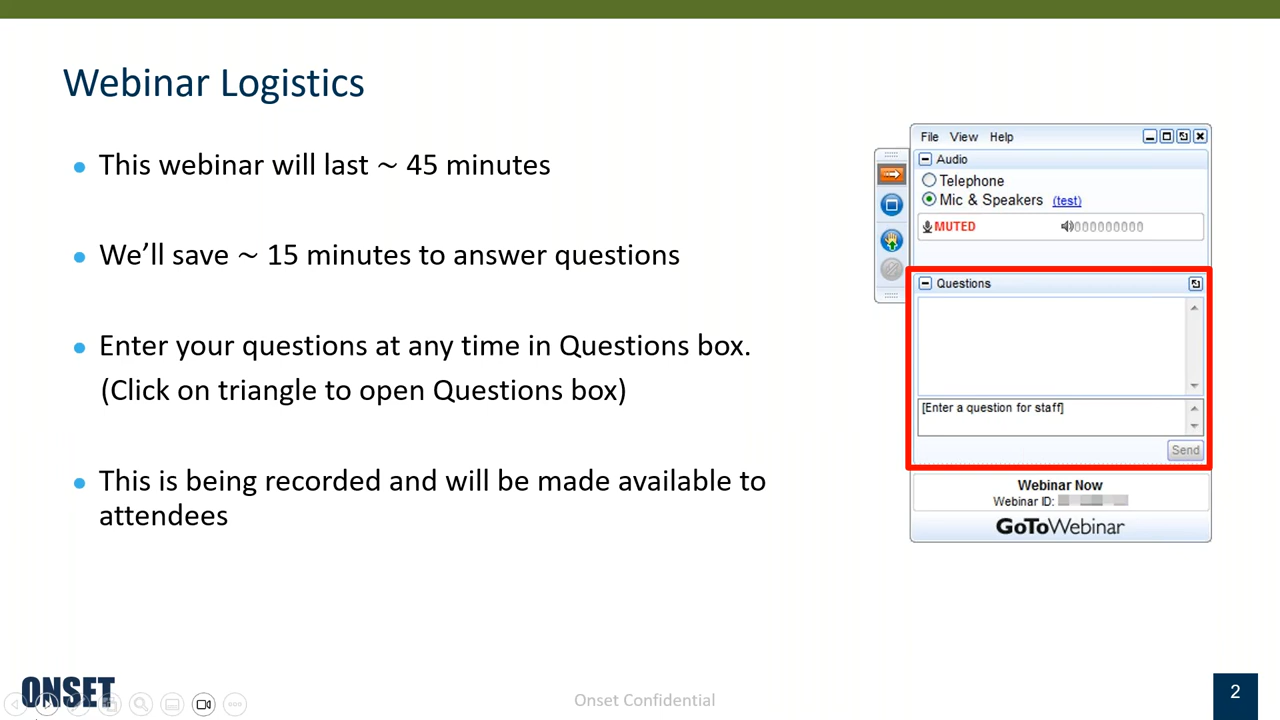 Webinar Logistics
This webinar will last ~ 45 minutes
We'll save ~ 15 minutes to answer questions
Enter your questions at any time in Questions box.
(Click on triangle to open Questions box)
This is being recorded and will be made available to
attendees
File View Help
Audio
Telephone
Mic & Speakers (test)
MUTED
Questions
[Enter a question for staff]
Send
Webinar Now
Webinar ID:
GoToWebinar
ONSET
Onset Confidential
2